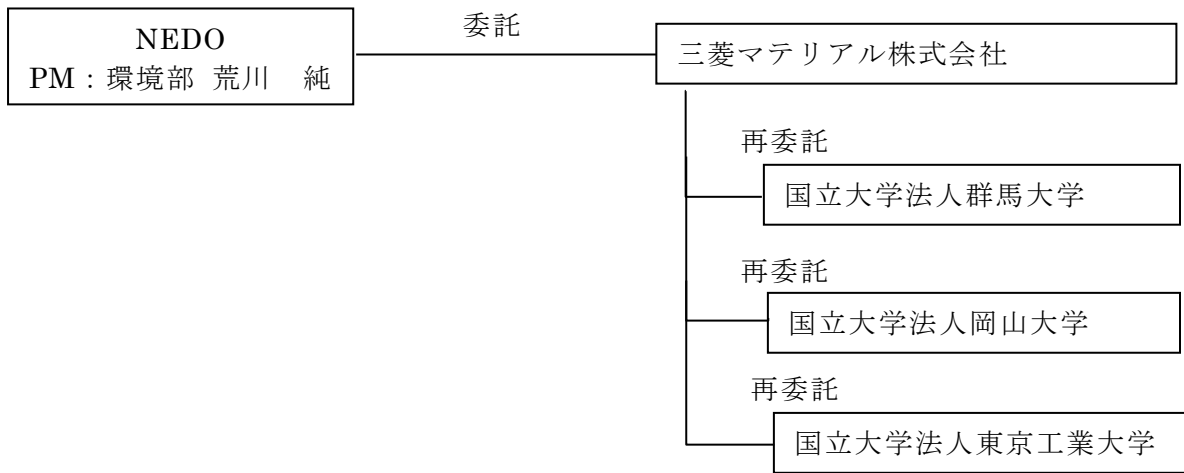 NEDO
PM：環境部 荒川　純
委託
三菱マテリアル株式会社
再委託
国立大学法人群馬大学
再委託
国立大学法人岡山大学
再委託
国立大学法人東京工業大学